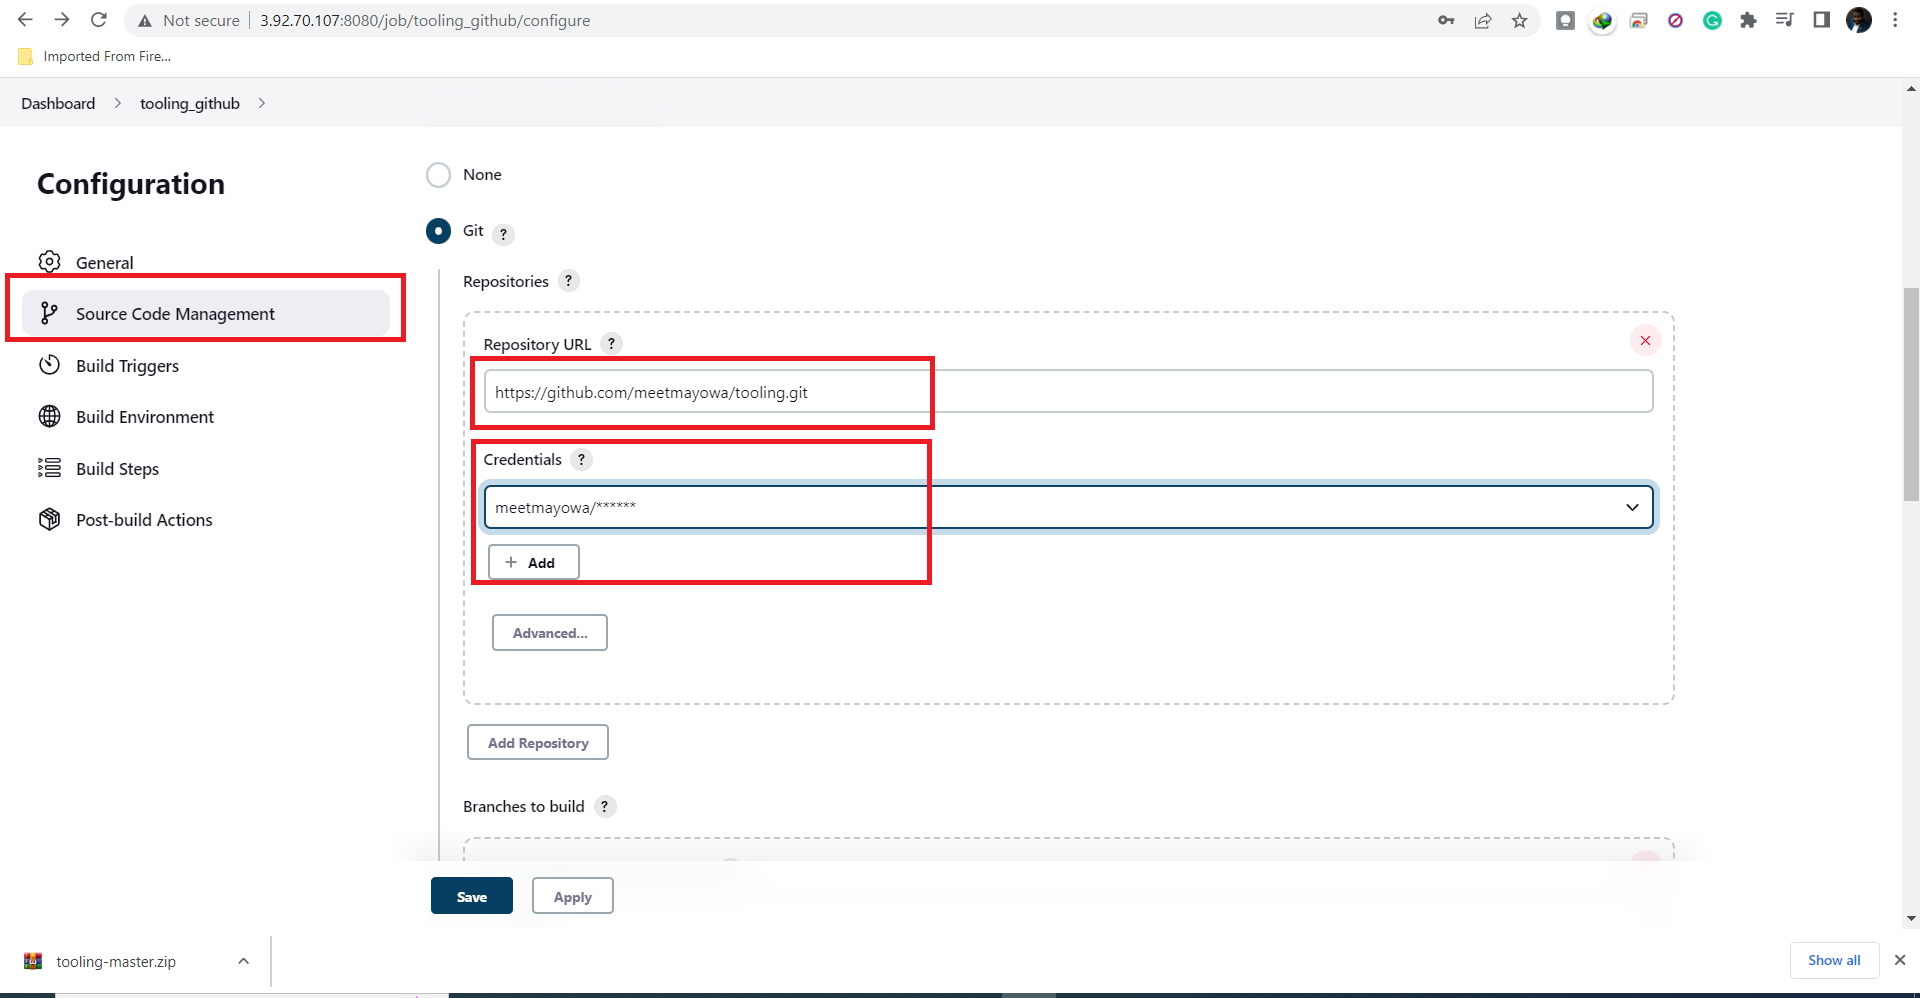 Not secure 3.92.70.107:8080/job/tooling_github/configure
Imported From Fire...
Dashboard tooling_github
Configuration
General
Source Code Management
Build Triggers
Build Environment
Build Steps
Post-build Actions
None
Git ?
Repositories ?
Repository URL ?
https://github.com/meetmayowa/tooling.git
Credentials ?
meetmayowa/******
+ Add
Advanced...
Add Repository
Branches to build ?
Save Apply
tooling-master.zip
Show all